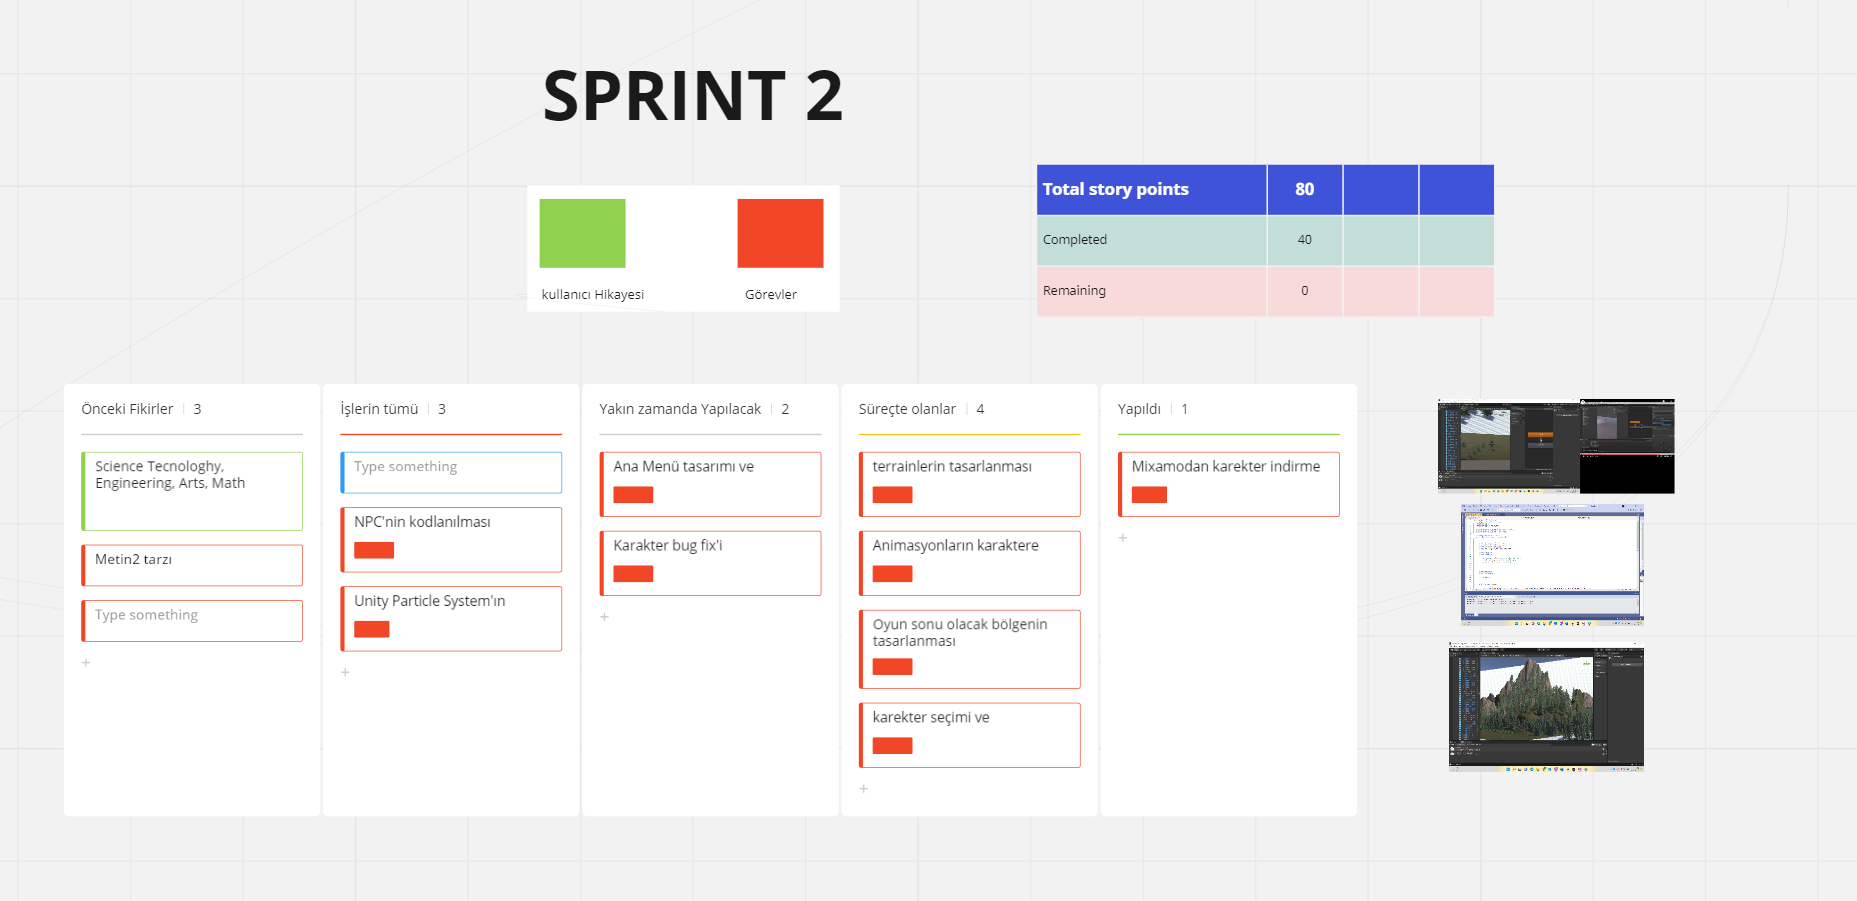 SPRINT 2
kullanıcı Hikayesi
Görevler
Total story points 80
Completed 40
Remaining 0
Önceki Fikirler 3
Science Tecnologhy,
Engineering, Arts, Math
Metin2 tarzı
Type something
İşlerin tümü 3
Type something
NPC'nin kodlanılması
Unity Particle System'ın
Yakın zamanda Yapılacak 2
Ana Menü tasarımı ve
Karakter bug fix'i
Süreçte olanlar 4
terrainlerin tasarlanması
Animasyonların karaktere
Oyun sonu olacak bölgenin
tasarlanması
karekter seçimi ve
Yapıldı 1
Mixamodan karekter indirme